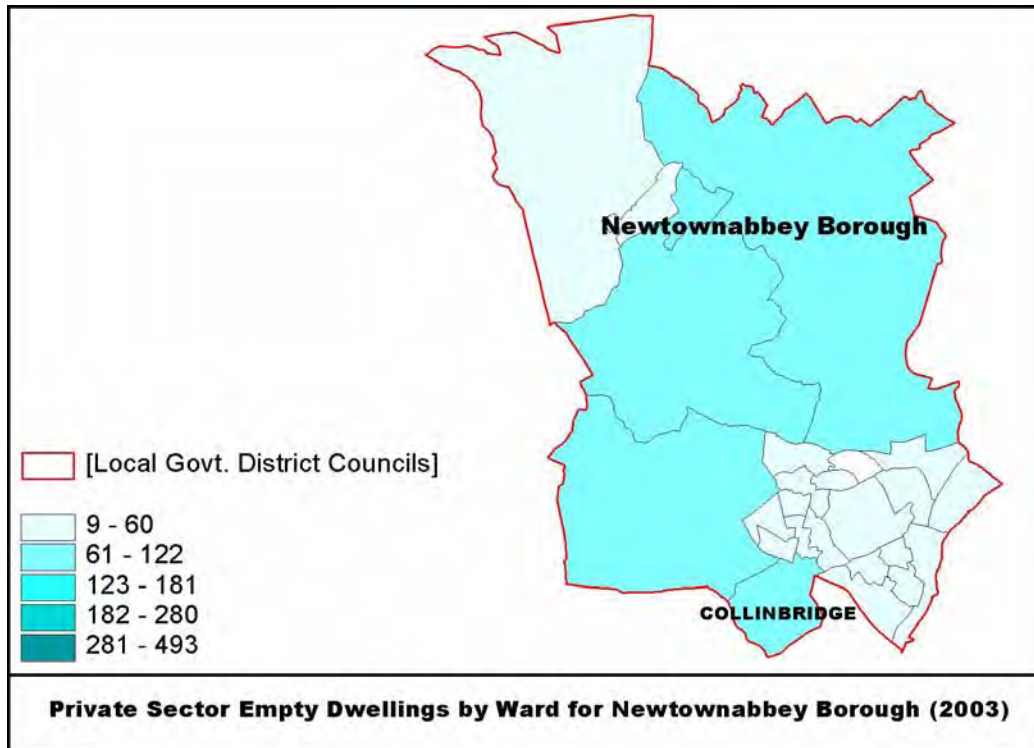 Newtownabbey Borough
[Local Govt. District Councils]
9 - 60
61 - 122
123 - 181
182 - 280
281 - 493
COLLINBRIDGE
Private Sector Empty Dwellings by Ward for Newtownabbey Borough (2003)